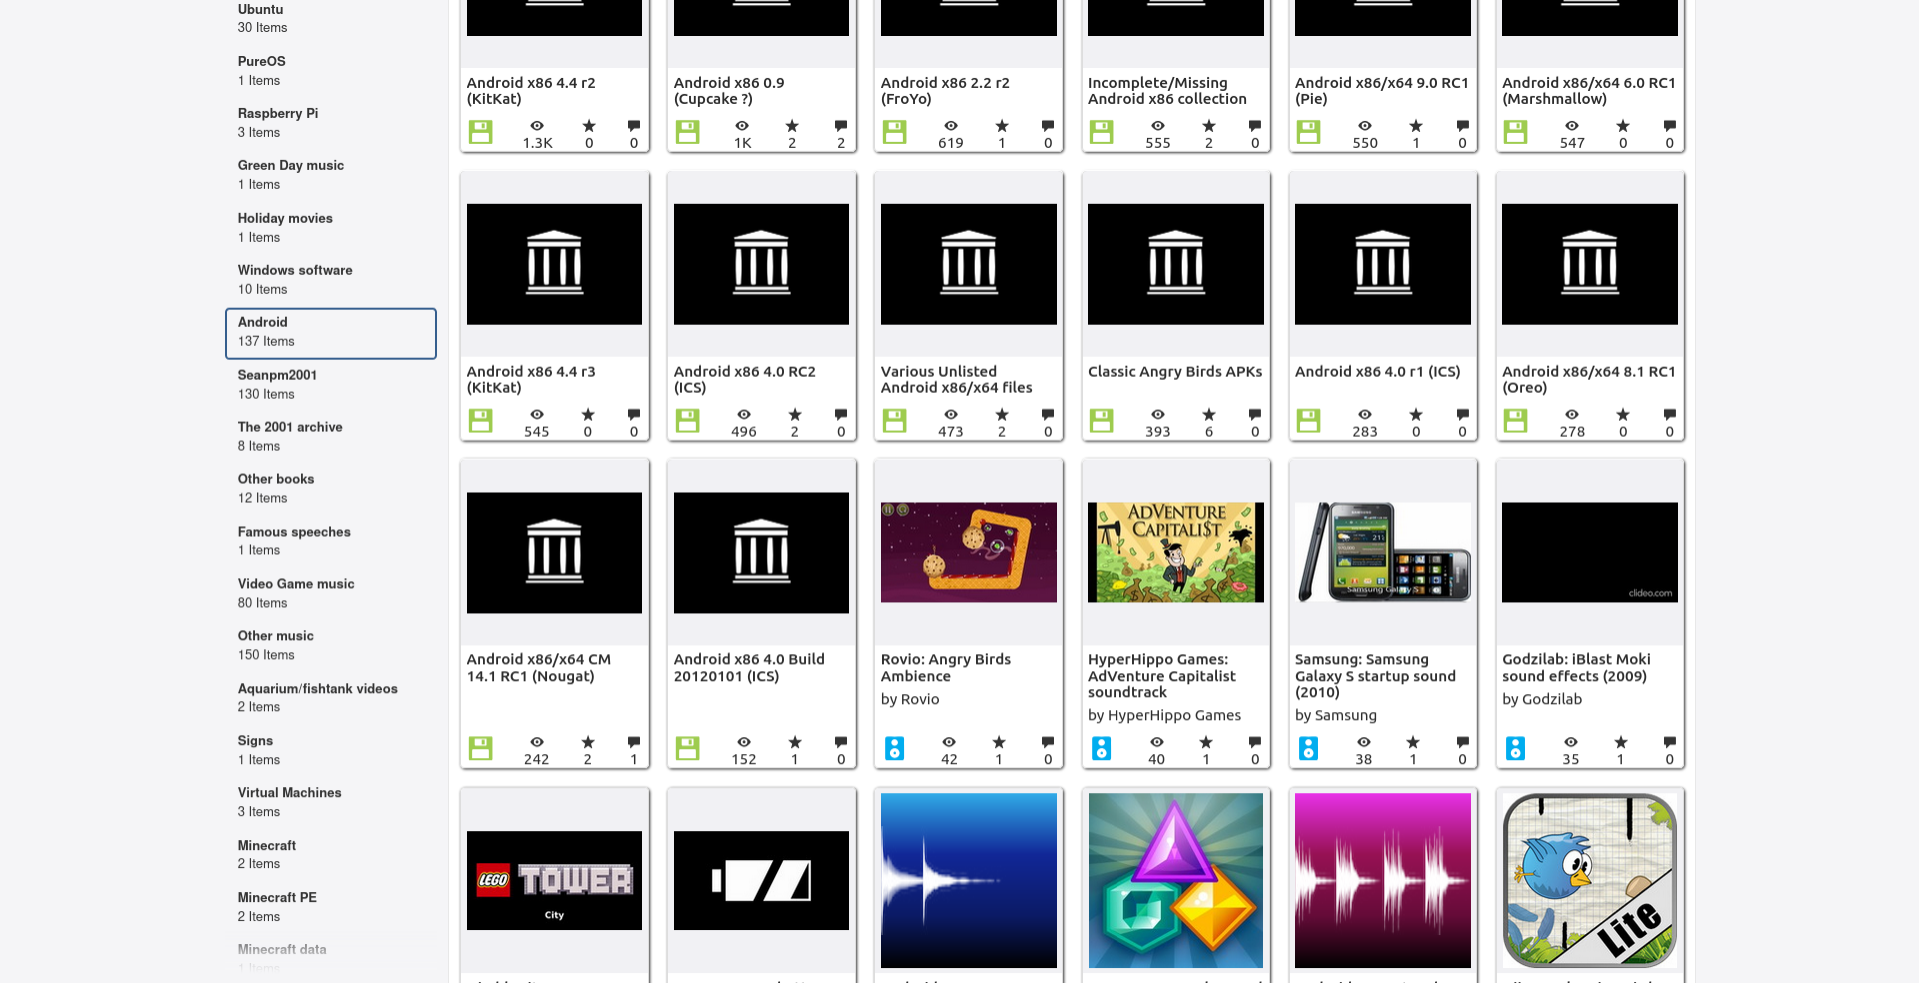 Ubuntu
30 Items
PureOS
1 Items
Raspberry Pi
3 Items
Green Day music
1 Items
Holiday movies
1 Items
Windows software
10 Items
Android
137 Items
Seanpm2001
130 Items
The 2001 archive
8 Items
Other books
12 Items
Famous speeches
1 Items
Video Game music
80 Items
Other music
150 Items
Aquarium/fishtank videos
2 Items
Signs
1 Items
Virtual Machines
3 Items
Minecraft
2 Items
Minecraft PE
2 Items
Minecraft data
1 Items
Android x86 4.4 r2
(KitKat)
1.3K 0 0
Android x86 0.9
(Cupcake ?)
1K 2 2
Android x86 2.2 r2
(FroYo)
619 1 0
Incomplete/Missing
Android x86 collection
555 2 0
Android x86/x64 9.0 RC1
(Pie)
550 1 0
Android x86/x64 6.0 RC1
(Marshmallow)
547 0 0
Android x86 4.4 r3
(KitKat)
545 0 0
Android x86 4.0 RC2
(ICS)
496 2 0
Various Unlisted
Android x86/x64 files
473 2 0
Classic Angry Birds APKs
393 6 0
Android x86 4.0 r1 (ICS)
283 0 0
Android x86/x64 8.1 RC1
(Oreo)
278 0 0
Android x86/x64 CM
14.1 RC1 (Nougat)
242 2 1
Android x86 4.0 Build
20120101 (ICS)
152 1 0
Rovio: Angry Birds
Ambience
by Rovio
42 1 0
ADVENTURE
CAPITALI$T
HyperHippo Games:
AdVenture Capitalist
soundtrack
by HyperHippo Games
40 1 0
Samsung Galaxy S
Samsung: Samsung
Galaxy S startup sound
(2010)
by Samsung
38 1 0
clideo.com
Godzilab: iBlast Moki
sound effects (2009)
by Godzilab
35 1 0
LEGO TOWER
City
Lite